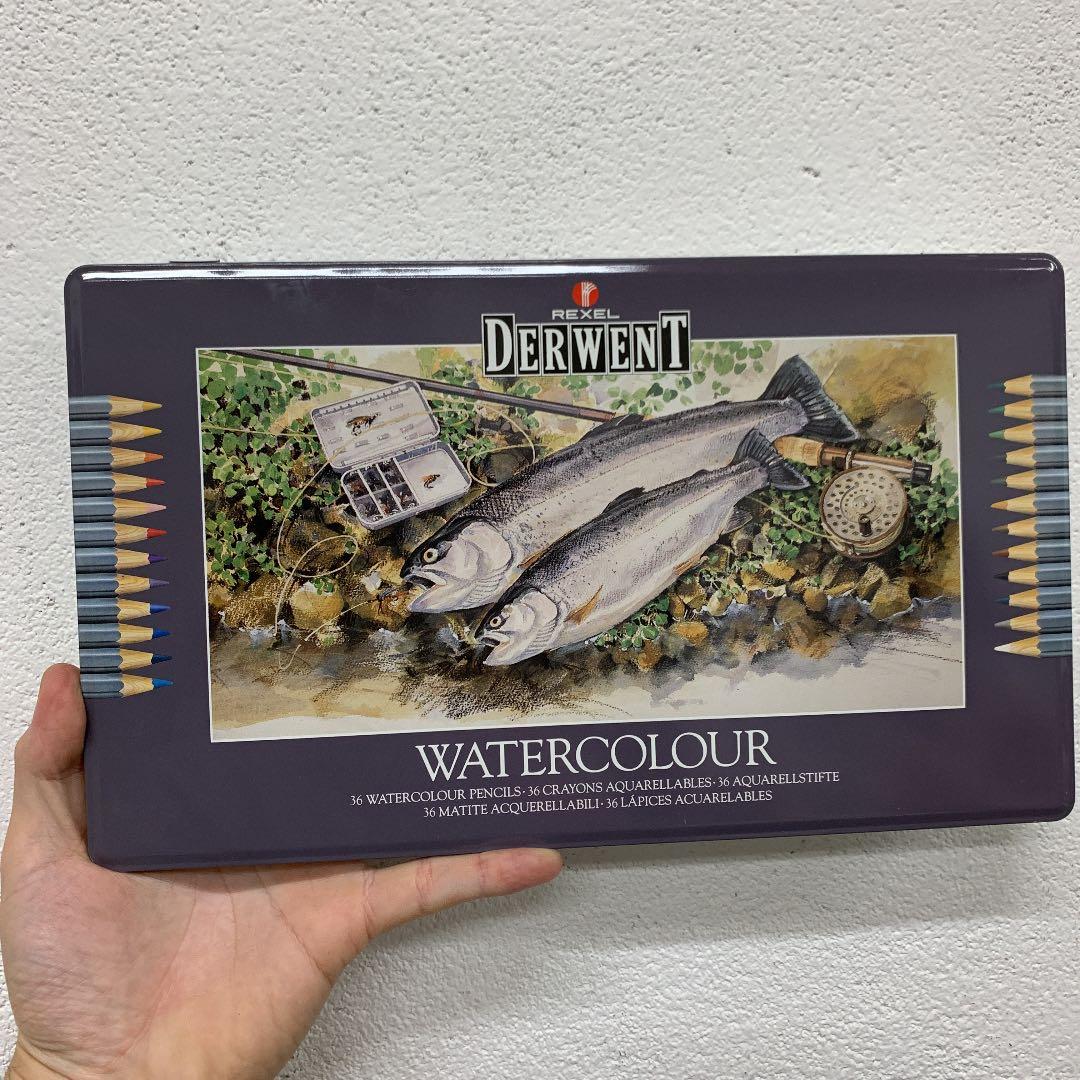 REXEL
DERWENT
WATERCOLOUR
36 WATERCOLOUR PENCILS · 36 CRAYONS AQUARELLABLES · 36 AQUARELLSTIFTE
36 MATITE ACQUERELLABILI · 36 LÁPICES ACUARELABLES